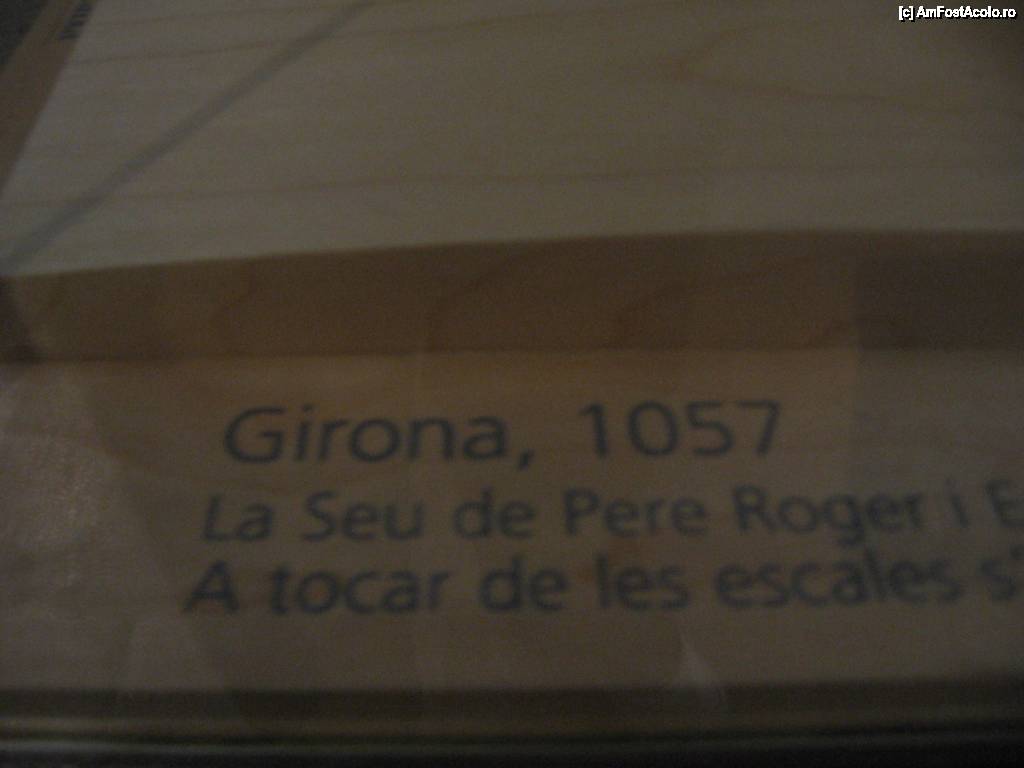 [c] AmFostAcolo.ro
Girona, 1057
La Seu de Pere Roger i E
A tocar de les escales s'